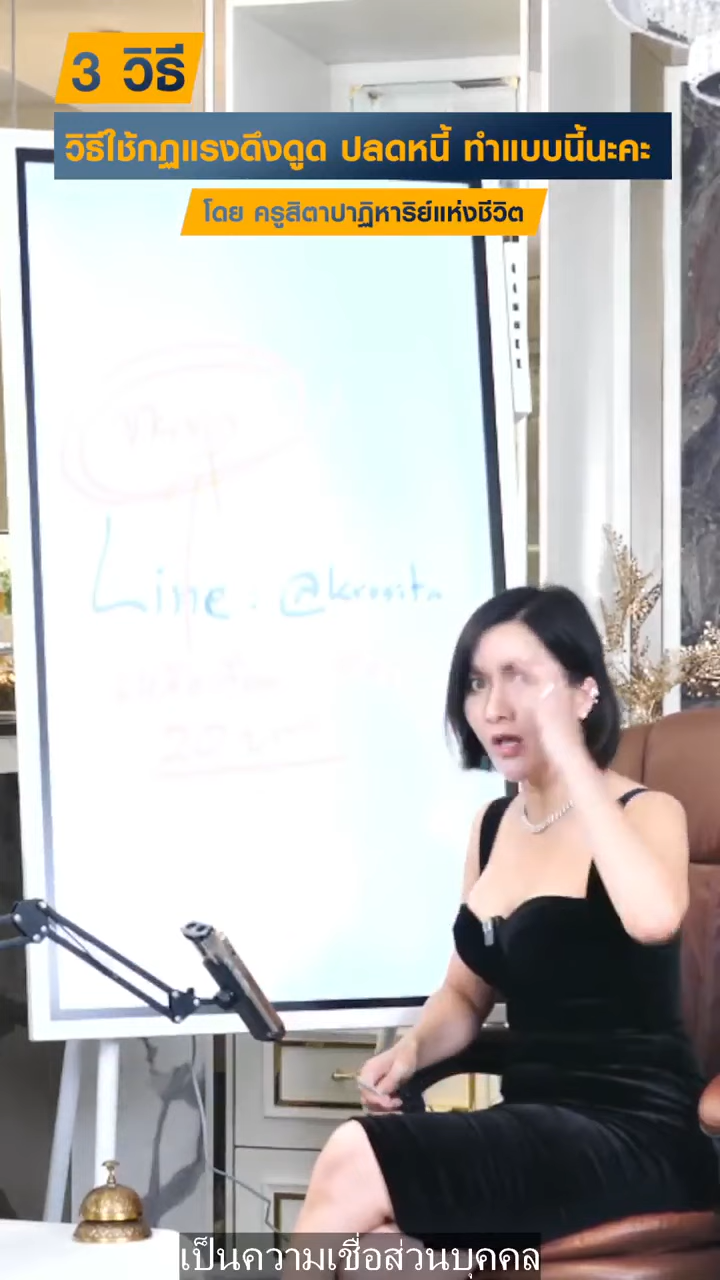 3 วิธี
วิธีใช้กฏแรงดึงดูด ปลดหนี้ ทำแบบนี้นะคะ
โดย ครูสิตาปาฏิหาริย์แห่งชีวิต
Line : @krusita
เป็นความเชื่อส่วนบุคคล